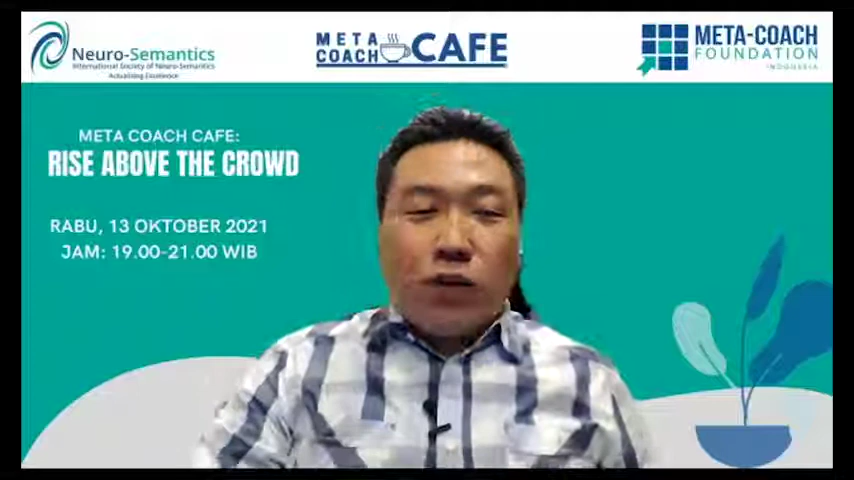 Neuro-Semantics
International Society of Neuro-Semantics
Actualizing Excellence
META
COACH
CAFE
META-COACH
FOUNDATION
INDONESIA
META COACH CAFE:
RISE ABOVE THE CROWD
RABU, 13 OKTOBER 2021
JAM: 19.00-21.00 WIB